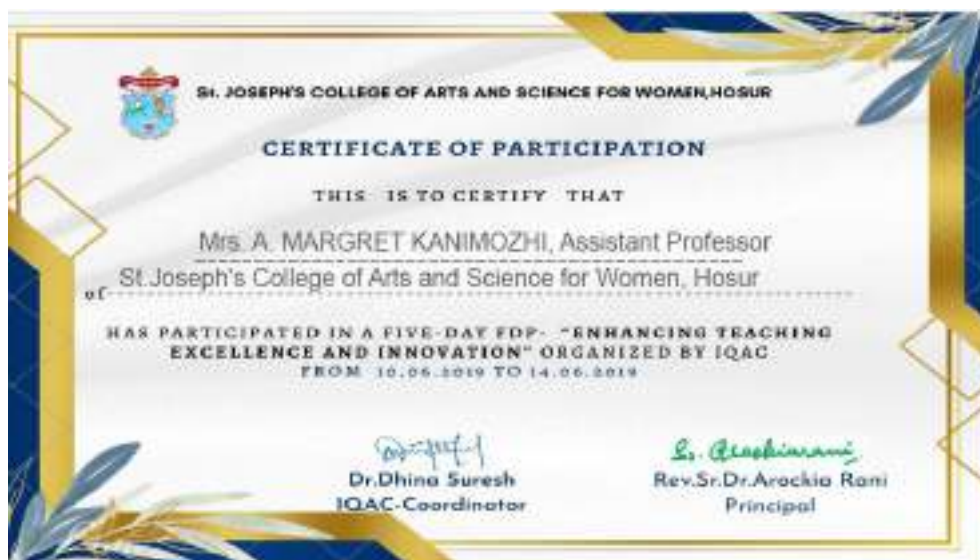 St. JOSEPH'S COLLEGE OF ARTS AND SCIENCE FOR WOMEN,HOSUR
CERTIFICATE OF PARTICIPATION
THIS IS TO CERTIFY THAT
Mrs. A. MARGRET KANIMOZHI, Assistant Professor
of St.Joseph's College of Arts and Science for Women, Hosur
HAS PARTICIPATED IN A FIVE-DAY FDP- "ENHANCING TEACHING
EXCELLENCE AND INNOVATION" ORGANIZED BY IQAC
FROM 10.06.2019 TO 14.06.2019
Dr.Dhina Suresh
Rev.Sr.Dr.Arockia Rani
IQAC-Coordinator
Principal